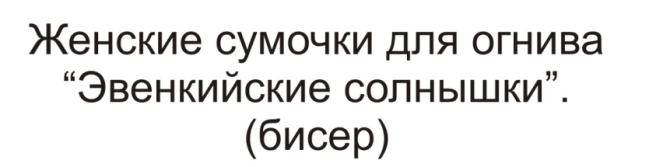 Женские сумочки для огнива
“Эвенкийские солнышки”.
(бисер)